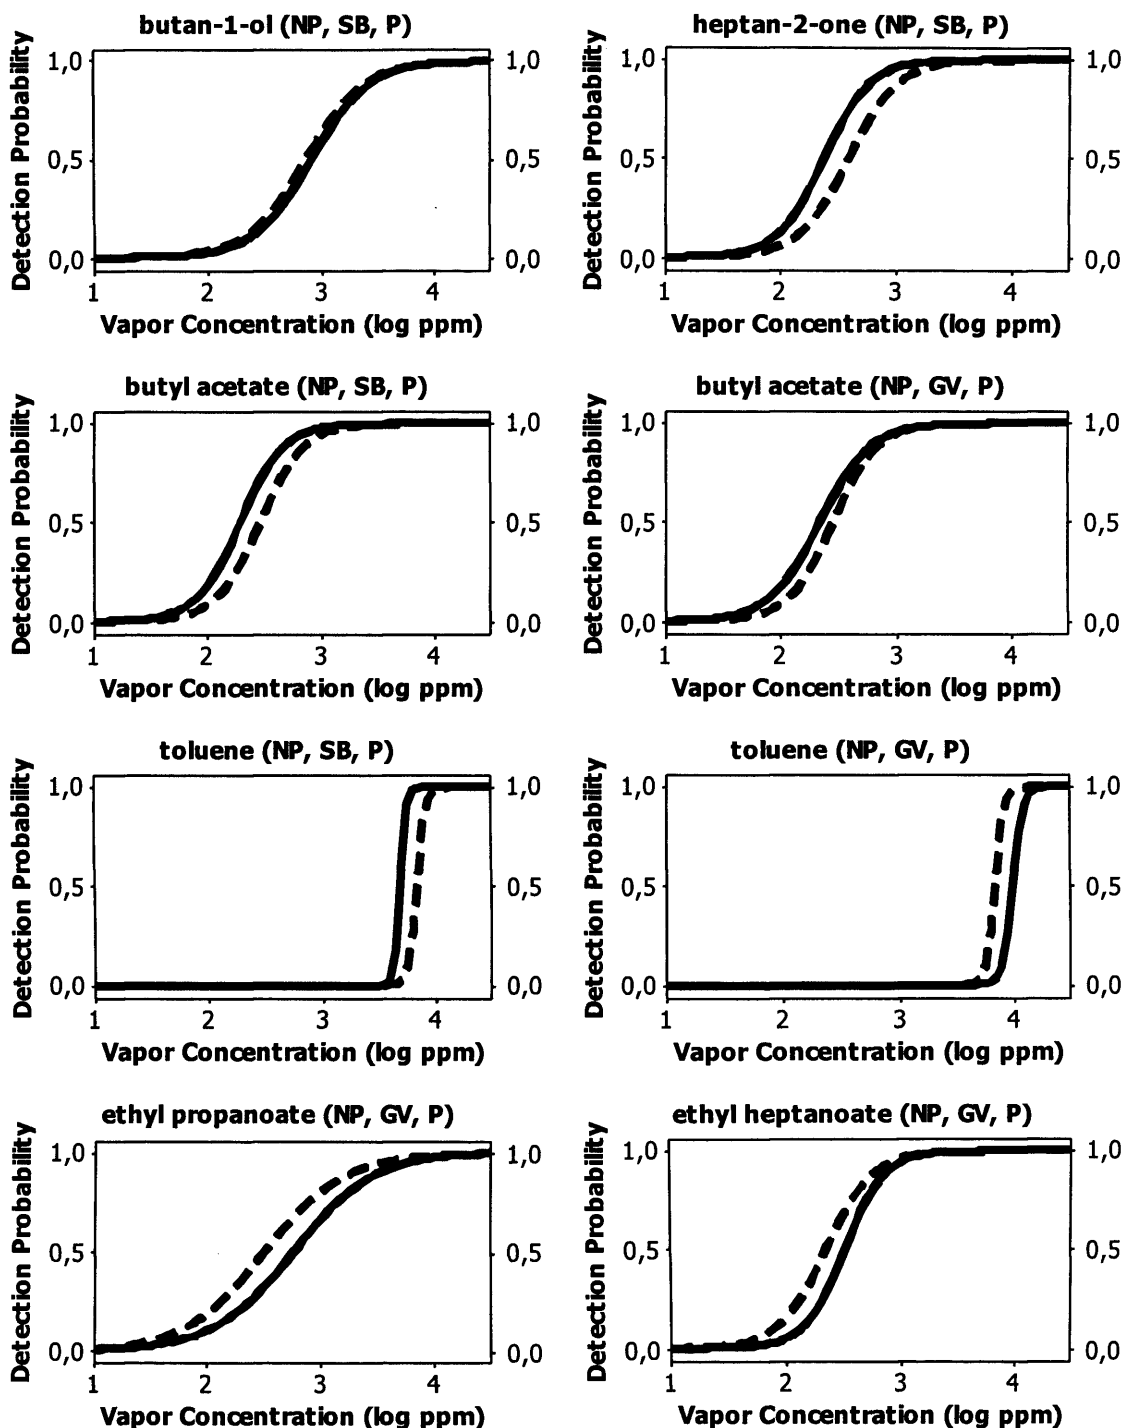 butan-1-ol (NP, SB, P)
heptan-2-one (NP, SB, P)
Detection Probability
1,0
0,5
0,0
1,0
0,5
0,0
1 2 3 4
Vapor Concentration (log ppm)
Detection Probability
1,0
0,5
0,0
1,0
0,5
0,0
1 2 3 4
Vapor Concentration (log ppm)
butyl acetate (NP, SB, P)
butyl acetate (NP, GV, P)
Detection Probability
1,0
0,5
0,0
1,0
0,5
0,0
1 2 3 4
Vapor Concentration (log ppm)
Detection Probability
1,0
0,5
0,0
1,0
0,5
0,0
1 2 3 4
Vapor Concentration (log ppm)
toluene (NP, SB, P)
toluene (NP, GV, P)
Detection Probability
1,0
0,5
0,0
1,0
0,5
0,0
1 2 3 4
Vapor Concentration (log ppm)
Detection Probability
1,0
0,5
0,0
1,0
0,5
0,0
1 2 3 4
Vapor Concentration (log ppm)
ethyl propanoate (NP, GV, P)
ethyl heptanoate (NP, GV, P)
Detection Probability
1,0
0,5
0,0
1,0
0,5
0,0
1 2 3 4
Vapor Concentration (log ppm)
Detection Probability
1,0
0,5
0,0
1,0
0,5
0,0
1 2 3 4
Vapor Concentration (log ppm)